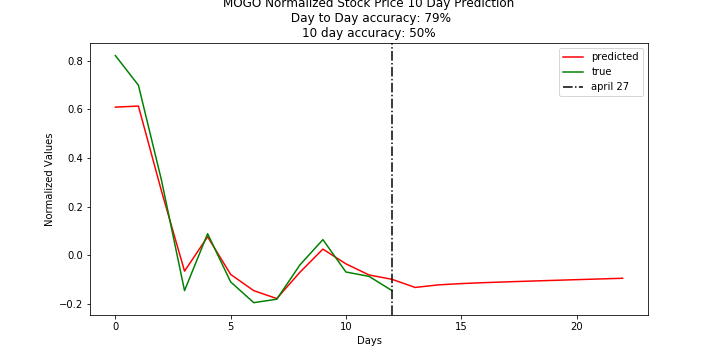 MOGO Normalized Stock Price 10 Day Prediction
Day to Day accuracy: 79%
10 day accuracy: 50%
predicted
true
april 27
Normalized Values
0.8
0.6
0.4
0.2
0.0
−0.2
0 5 10 15 20
Days